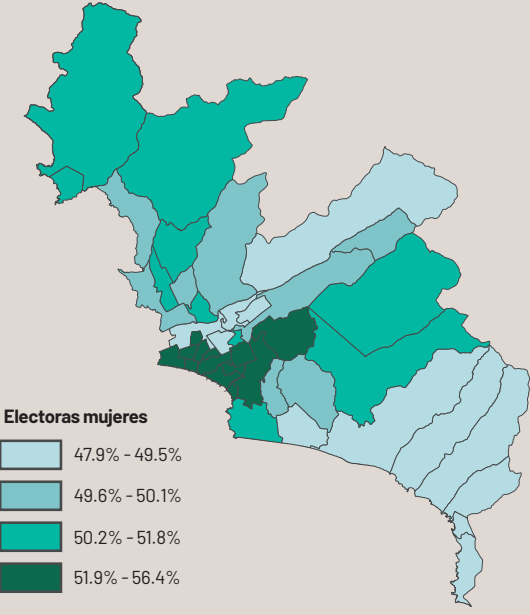 Electoras mujeres
47.9% - 49.5%
49.6% - 50.1%
50.2% - 51.8%
51.9% - 56.4%